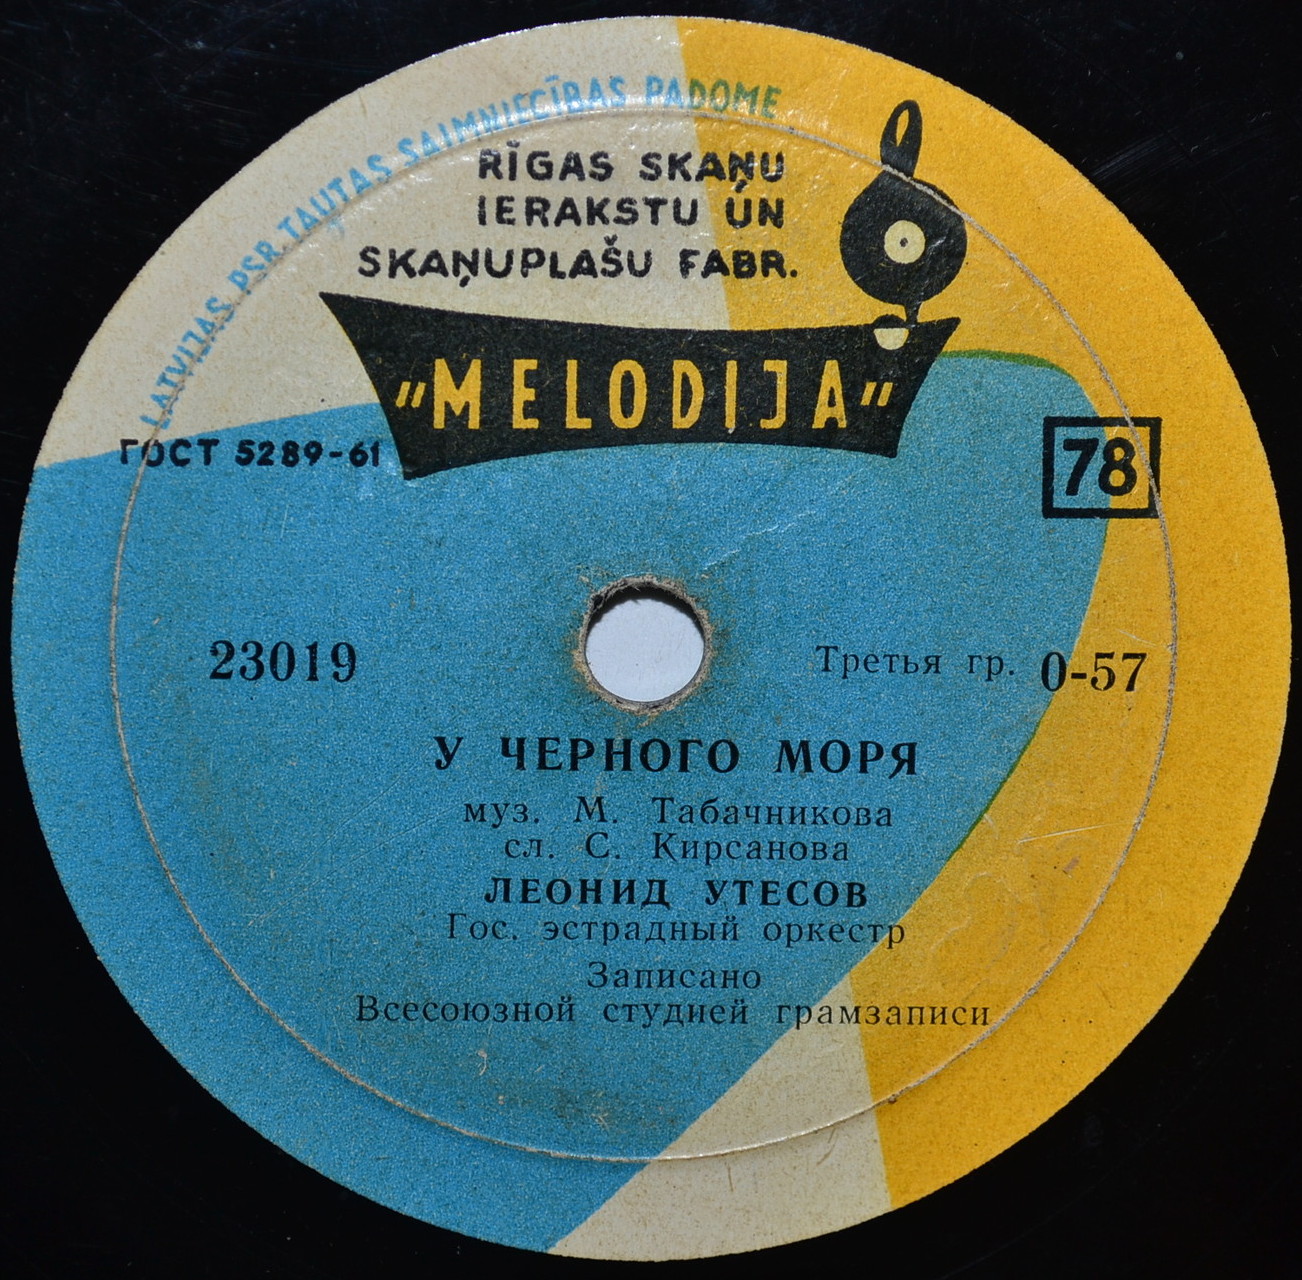 LATVIJAS PSR TAUTAS SAIMNIECĪBAS PADOME
RĪGAS SKAŅU
IERAKSTU UN
SKAŅUPLAŠU FABR.
"MELODIJA"
ГОСТ 5289-61
78
23019
Третья гр. 0-57
У ЧЕРНОГО МОРЯ
муз. М. Табачникова
сл. С. Кирсанова
ЛЕОНИД УТЕСОВ
Гос. эстрадный оркестр
Записано
Всесоюзной студией грамзаписи